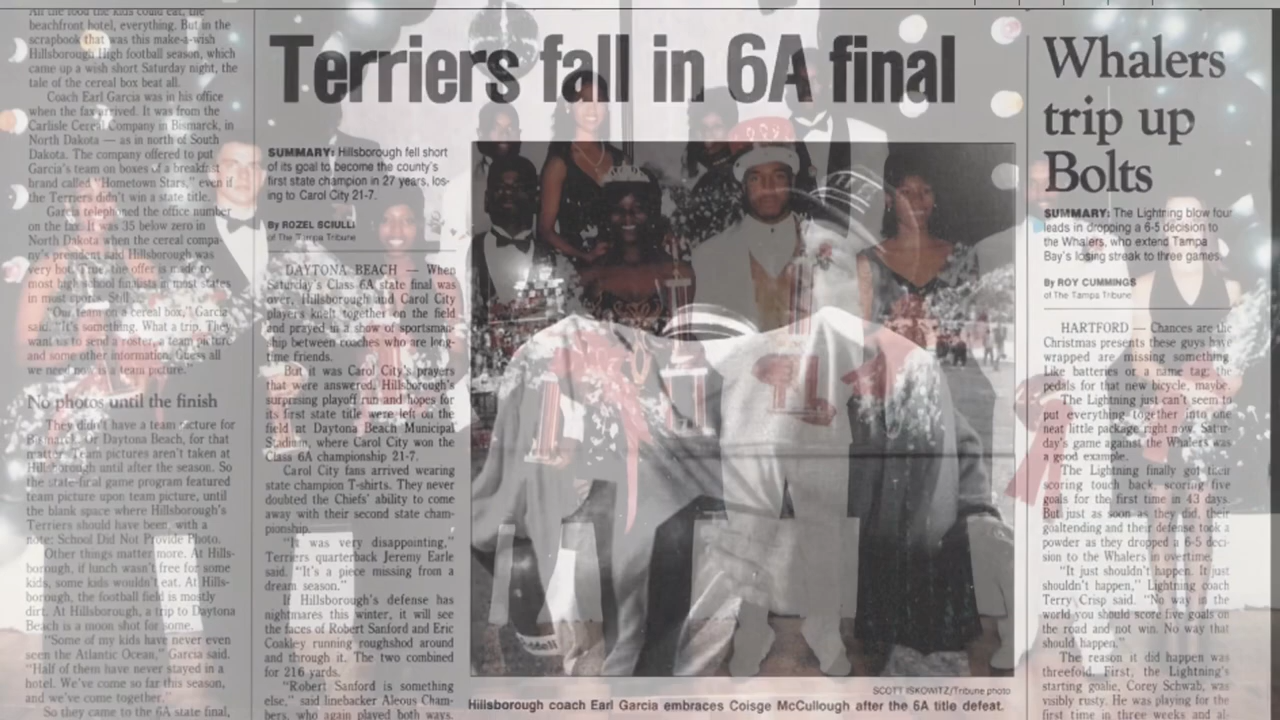 All the food the kids could eat, the
beachfront hotel, everything. But in the
scrapbook that was this make-a-wish
Hillsborough High football season, which
came up a wish short Saturday night, the
tale of the cereal box beat all.
Coach Earl Garcia was in his office
when the fax arrived. It was from the
Carlisle Cereal Company in Bismarck, in
North Dakota — as in north of South
Dakota. The company offered to put
Garcia's team on boxes of a breakfast
brand called "Hometown Stars," even if
the Terriers didn't win a state title.
Garcia telephoned the office number
on the fax. It was 35 below zero in
North Dakota when the cereal compa-
ny's president said Hillsborough was
very hot. True, the offer is made to
most high school finalists in most states
in most sports. Still.
"Our team on a cereal box," Garcia
said. "It's something. What a trip. They
want us to send a roster, a team picture
and some other information. Guess all
we need now is a team picture."
No photos until the finish
They didn't have a team picture for
Bismarck. Or Daytona Beach, for that
matter. Team pictures aren't taken at
Hillsborough until after the season. So
the state-final game program featured
team picture upon team picture, until
the blank space where Hillsborough's
Terriers should have been, with a
note: School Did Not Provide Photo.
Other things matter more. At Hills-
borough, if lunch wasn't free for some
kids, some kids wouldn't eat. At Hills-
borough, the football field is mostly
dirt. At Hillsborough, a trip to Daytona
Beach is a moon shot for some.
"Some of my kids have never even
seen the Atlantic Ocean," Garcia said.
"Half of them have never stayed in a
hotel. We've come so far this season,
and we've come together."
So they came to the 6A state final,
Terriers fall in 6A final
SUMMARY: Hillsborough fell short
of its goal to become the county's
first state champion in 27 years, los-
ing to Carol City 21-7.
By ROZEL SCIULLI
of The Tampa Tribune
DAYTONA BEACH — When
Saturday's Class 6A state final was
over, Hillsborough and Carol City
players knelt together on the field
and prayed in a show of sportsman-
ship between coaches who are long-
time friends.
But it was Carol City's prayers
that were answered. Hillsborough's
surprising playoff run and hopes for
its first state title were left on the
field at Daytona Beach Municipal
Stadium, where Carol City won the
Class 6A championship 21-7.
Carol City fans arrived wearing
state champion T-shirts. They never
doubted the Chiefs' ability to come
away with their second state cham-
pionship.
"It was very disappointing,"
Terriers quarterback Jeremy Earle
said. "It's a piece missing from a
dream season."
If Hillsborough's defense has
nightmares this winter, it will see
the faces of Robert Sanford and Eric
Coakley running roughshod around
and through it. The two combined
for 216 yards.
"Robert Sanford is something
else," said linebacker Aleous Cham-
bers, who again played both ways.
SCOTT ISKOWITZ/Tribune photo
Hillsborough coach Earl Garcia embraces Coisge McCullough after the 6A title defeat.
Whalers
trip up
Bolts
SUMMARY: The Lightning blow four
leads in dropping a 6-5 decision to
the Whalers, who extend Tampa
Bay's losing streak to three games.
By ROY CUMMINGS
of The Tampa Tribune
HARTFORD — Chances are the
Christmas presents these guys have
wrapped are missing something.
Like batteries or a name tag; the
pedals for that new bicycle, maybe.
The Lightning just can't seem to
put everything together into one
neat little package right now. Satur-
day's game against the Whalers was
a good example.
The Lightning finally got their
scoring touch back, scoring five
goals for the first time in 43 days.
But just as soon as they did, their
goaltending and their defense took a
powder as they dropped a 6-5 deci-
sion to the Whalers in overtime.
"It just shouldn't happen. It just
shouldn't happen," Lightning coach
Terry Crisp said. "No way in the
world you should score five goals on
the road and not win. No way that
should happen."
The reason it did happen was
threefold. First, the Lightning's
starting goalie, Corey Schwab, was
visibly rusty. He was playing for the
first time in three weeks and al-